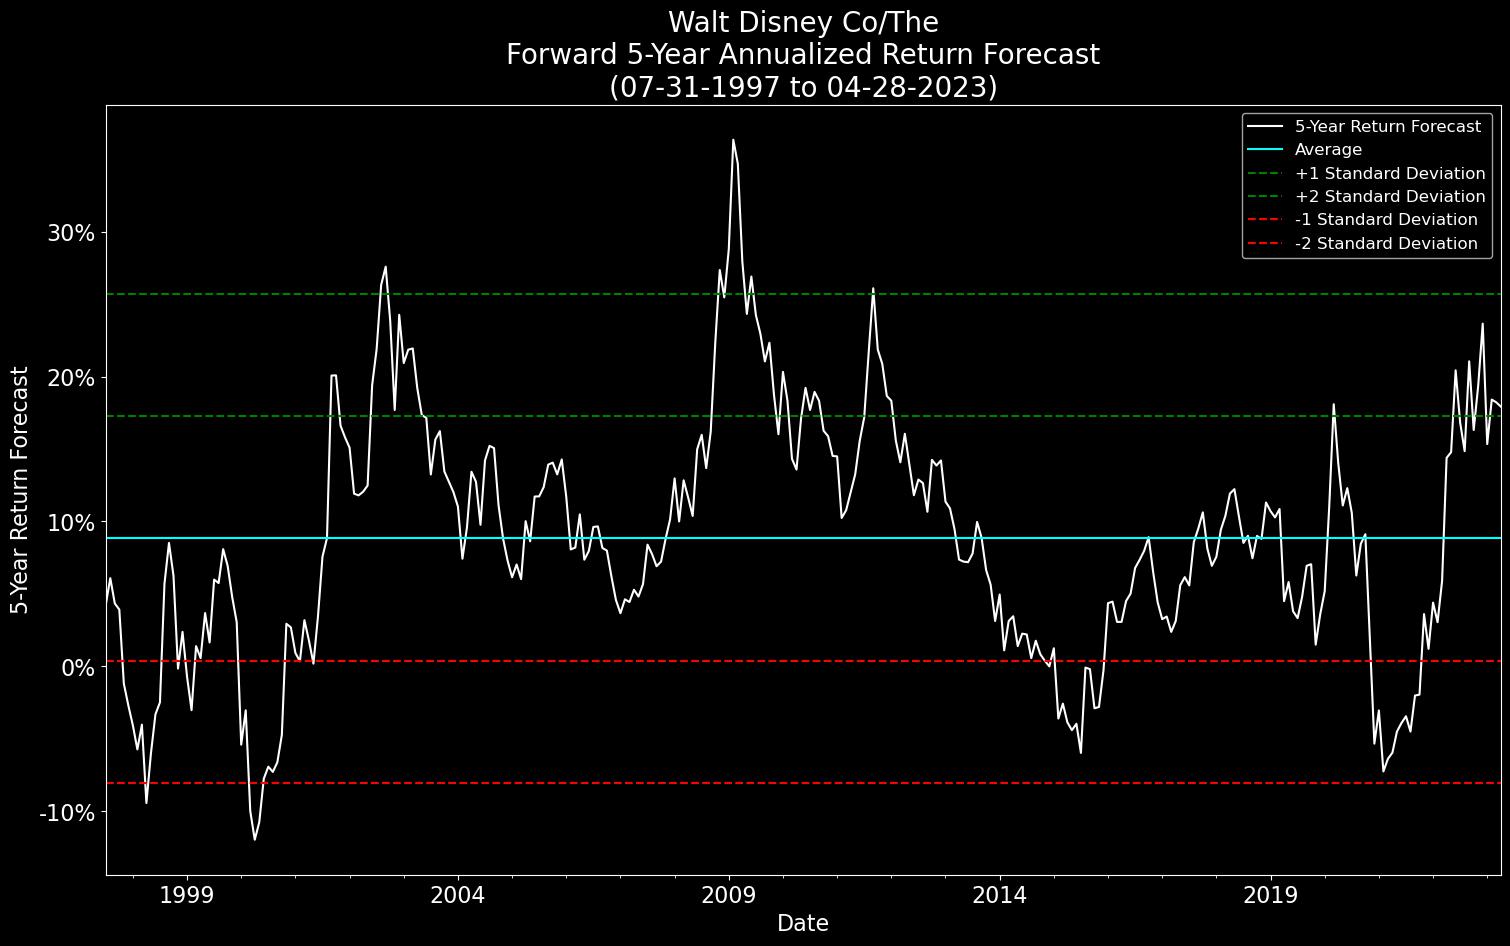 Walt Disney Co/The
Forward 5-Year Annualized Return Forecast
(07-31-1997 to 04-28-2023)
5-Year Return Forecast
Average
+1 Standard Deviation
+2 Standard Deviation
-1 Standard Deviation
-2 Standard Deviation
5-Year Return Forecast
30%
20%
10%
0%
-10%
1999
2004
2009
2014
2019
Date